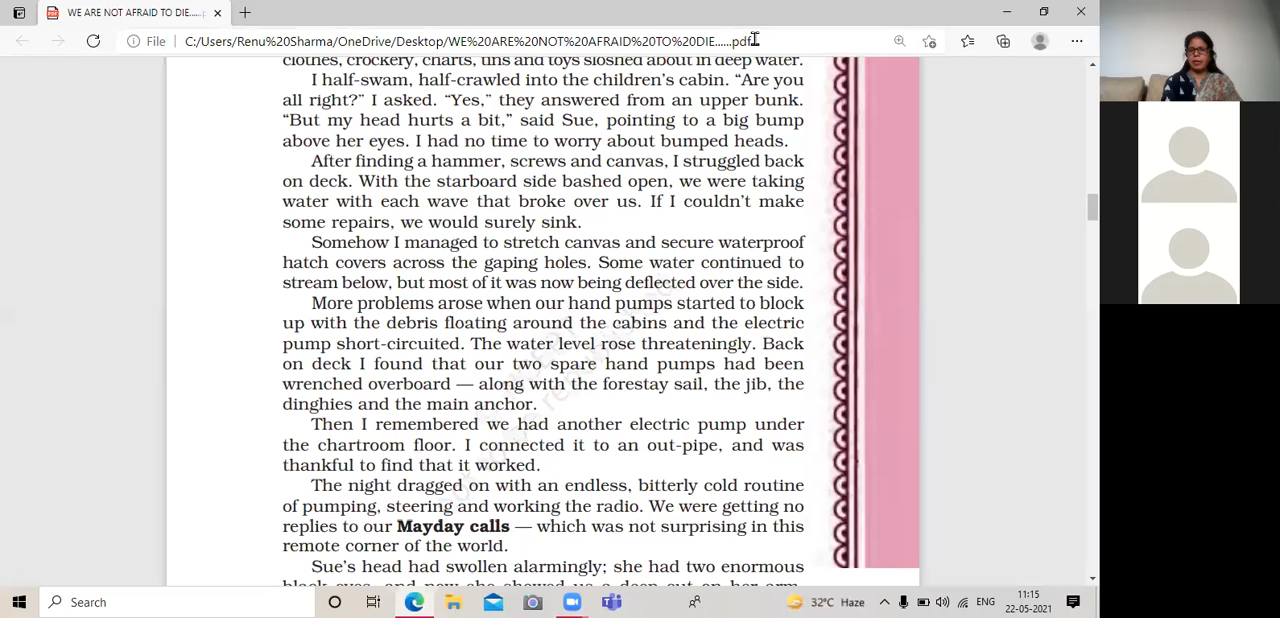 WE ARE NOT AFRAID TO DIE......p
File
C:/Users/Renu%20Sharma/OneDrive/Desktop/WE%20ARE%20NOT%20AFRAID%20TO%20DIE......pdf
clothes, crockery, charts, tins and toys sloshed about in deep water.
I half-swam, half-crawled into the children’s cabin. “Are you
all right?” I asked. “Yes,” they answered from an upper bunk.
“But my head hurts a bit,” said Sue, pointing to a big bump
above her eyes. I had no time to worry about bumped heads.
After finding a hammer, screws and canvas, I struggled back
on deck. With the starboard side bashed open, we were taking
water with each wave that broke over us. If I couldn’t make
some repairs, we would surely sink.
Somehow I managed to stretch canvas and secure waterproof
hatch covers across the gaping holes. Some water continued to
stream below, but most of it was now being deflected over the side.
More problems arose when our hand pumps started to block
up with the debris floating around the cabins and the electric
pump short-circuited. The water level rose threateningly. Back
on deck I found that our two spare hand pumps had been
wrenched overboard — along with the forestay sail, the jib, the
dinghies and the main anchor.
Then I remembered we had another electric pump under
the chartroom floor. I connected it to an out-pipe, and was
thankful to find that it worked.
The night dragged on with an endless, bitterly cold routine
of pumping, steering and working the radio. We were getting no
replies to our Mayday calls — which was not surprising in this
remote corner of the world.
Sue’s head had swollen alarmingly; she had two enormous
black eyes, and now she showed us a deep cut on her arm.
Search
32°C Haze
ENG
11:15
22-05-2021